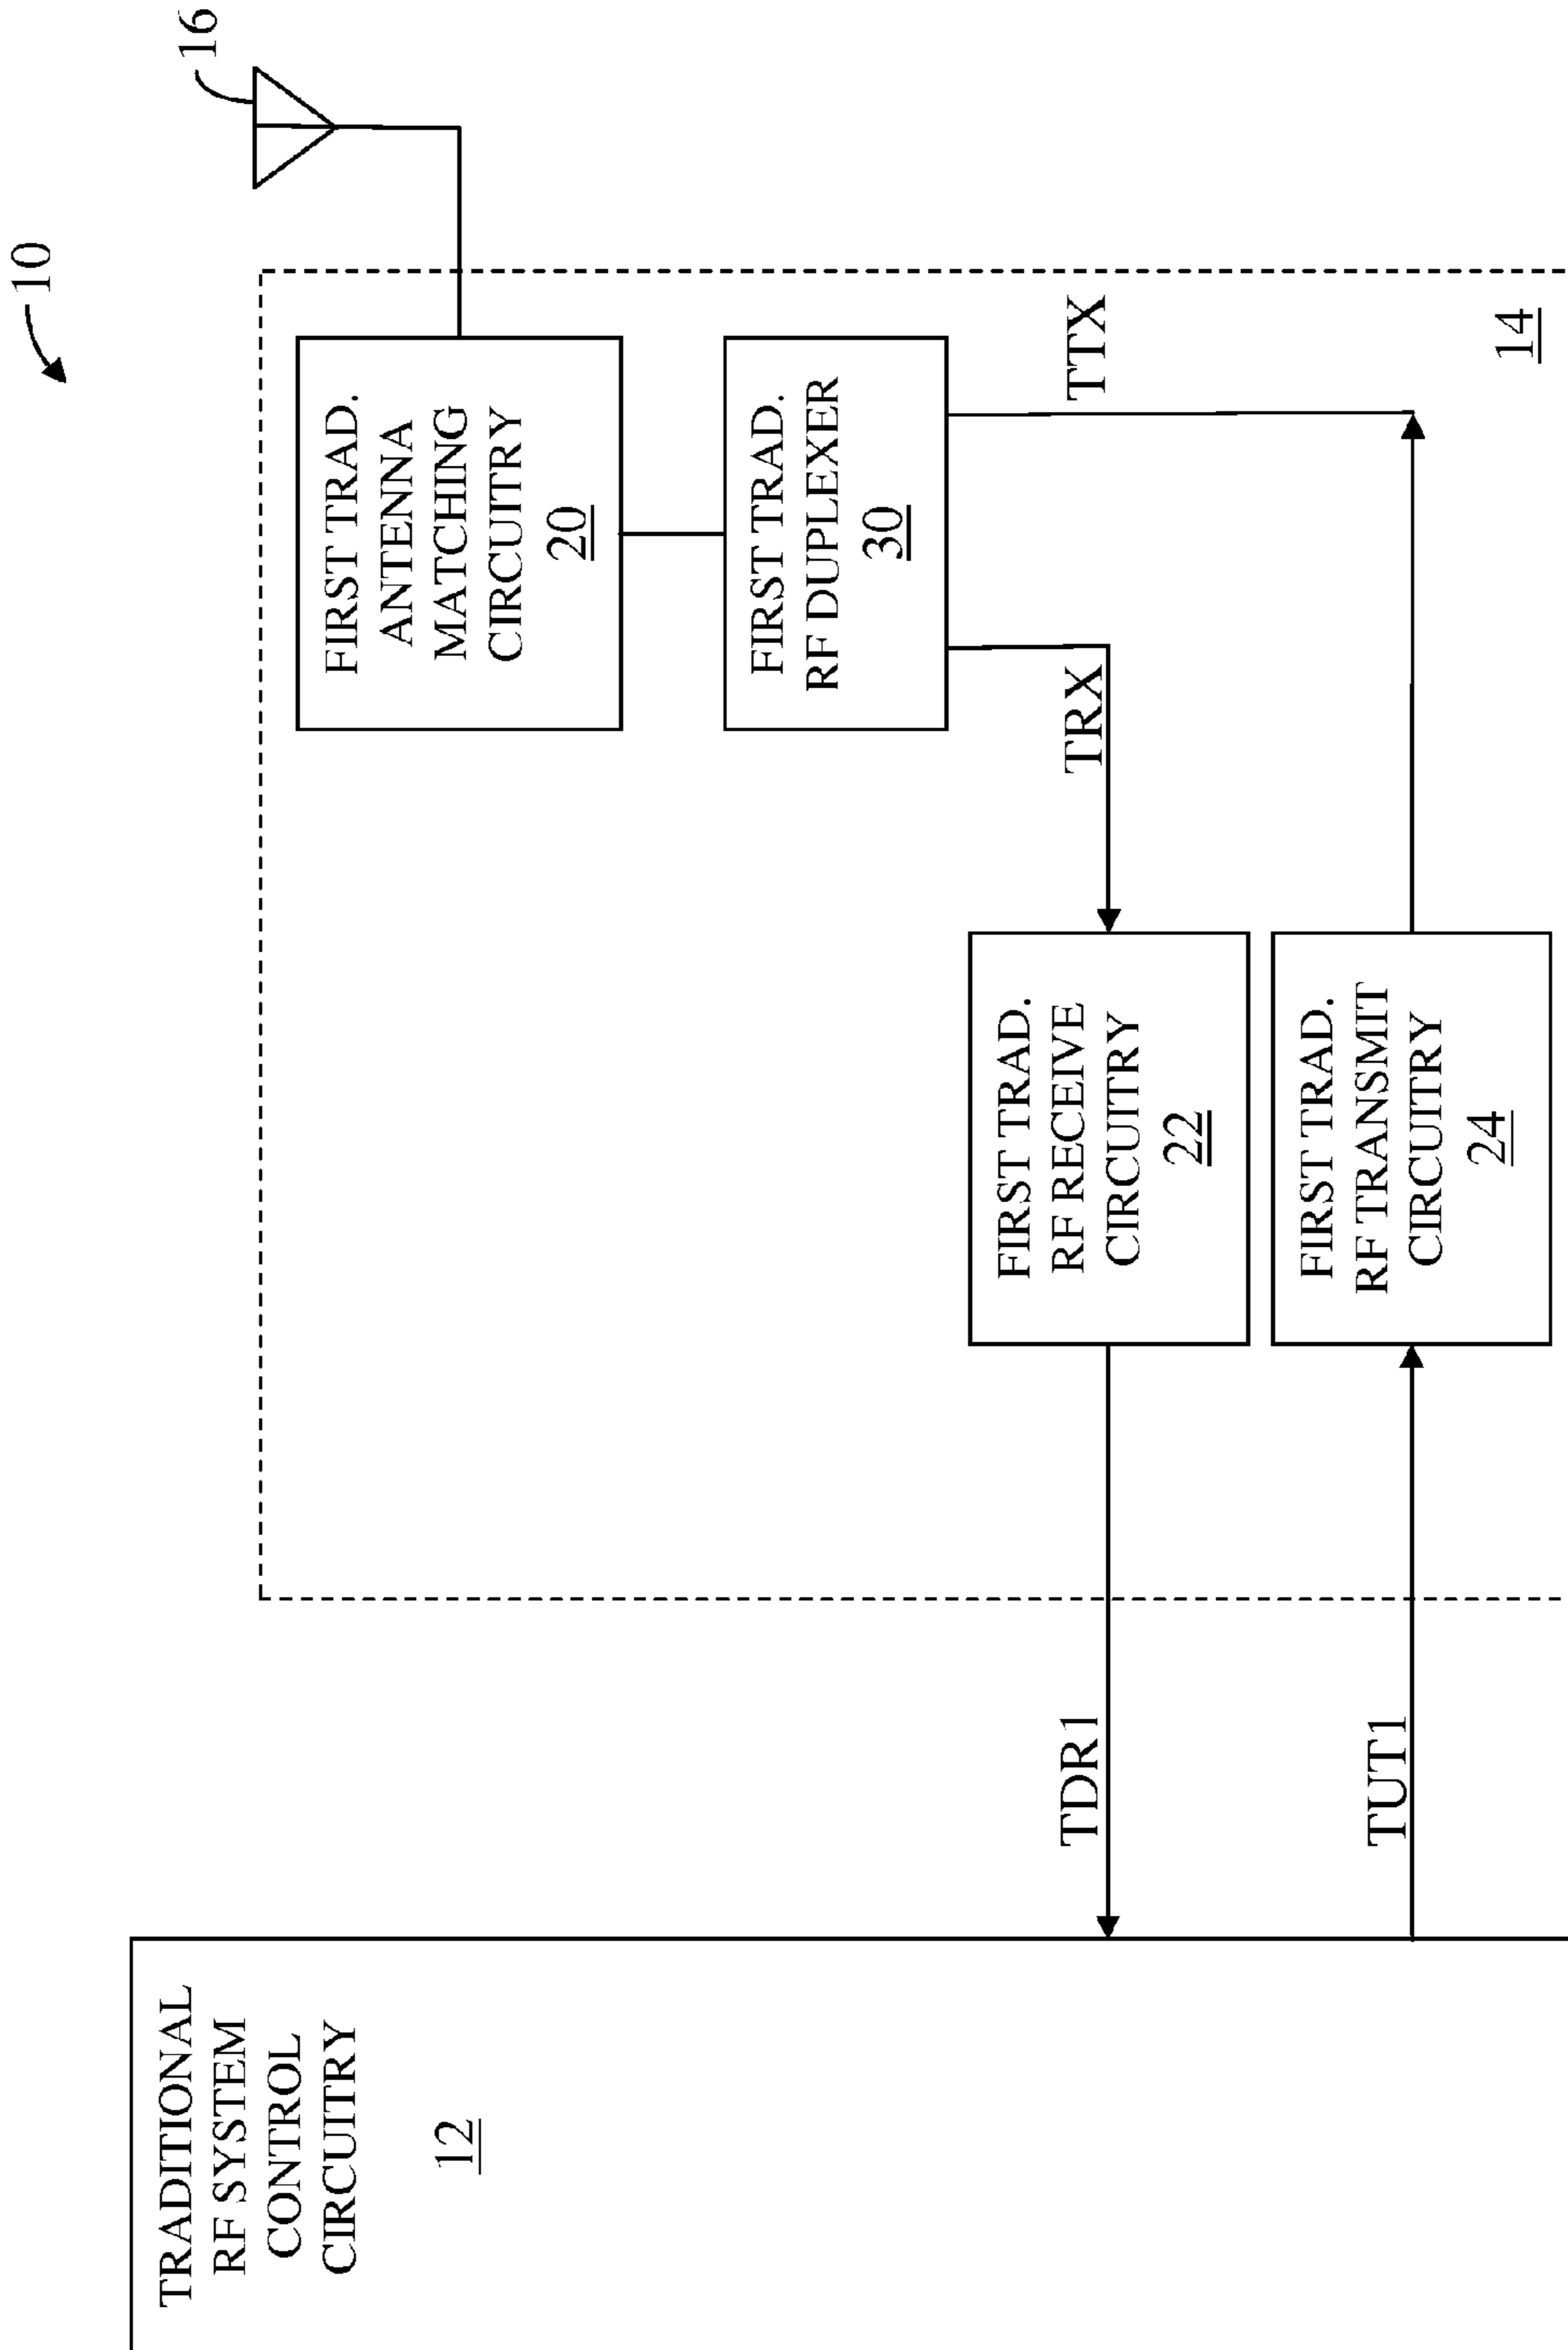 10
16
TRADITIONAL
RF SYSTEM
CONTROL
CIRCUITRY
12
FIRST TRAD.
ANTENNA
MATCHING
CIRCUITRY
20
FIRST TRAD.
RF DUPLEXER
30
TDR1
FIRST TRAD.
RF RECEIVE
CIRCUITRY
22
TRX
TTX
TUT1
FIRST TRAD.
RF TRANSMIT
CIRCUITRY
24
14